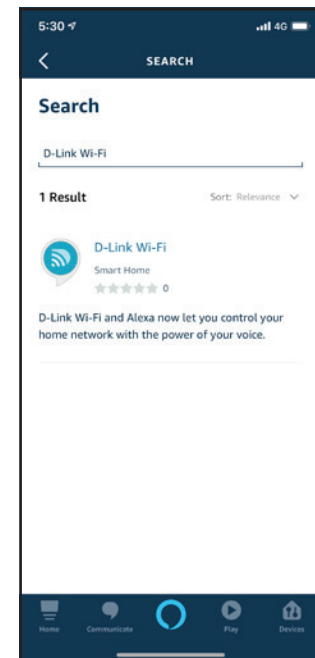 5:30
4G
SEARCH
Search
D-Link Wi-Fi
1 Result
Sort: Relevance
D-Link Wi-Fi
Smart Home
0
D-Link Wi-Fi and Alexa now let you control your
home network with the power of your voice.
Home
Communicate
Play
Devices